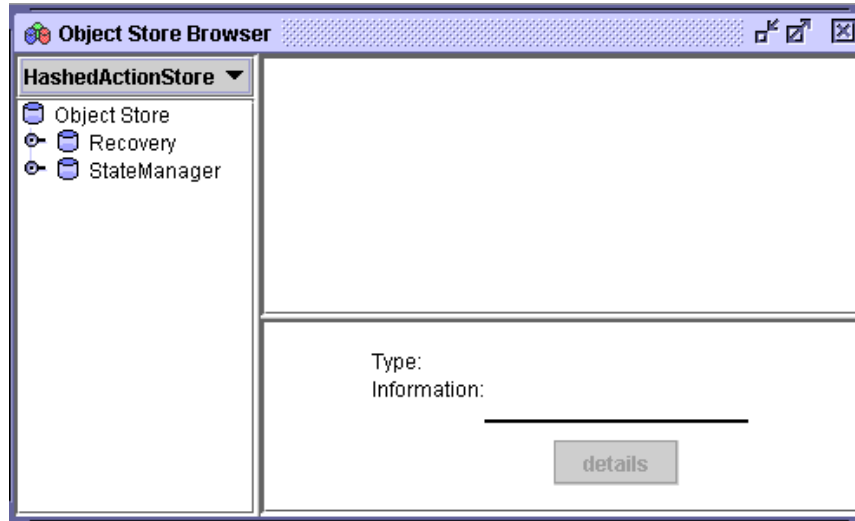 Object Store Browser
HashedActionStore
Object Store
Recovery
StateManager
Type:
Information:
details